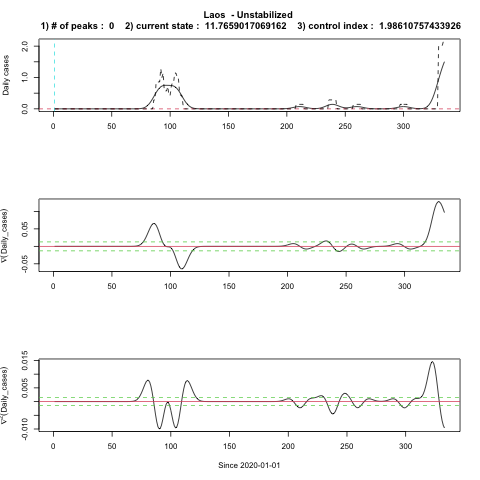 Laos - Unstabilized
1) # of peaks : 0 2) current state : 11.7659017069162 3) control index : 1.98610757433926
Daily cases
0.0 1.0 2.0
0 50 100 150 200 250 300
∇(Daily_cases)
-0.05 0.05
0 50 100 150 200 250 300
∇²(Daily_cases)
-0.010 0.005 0.015
0 50 100 150 200 250 300
Since 2020-01-01